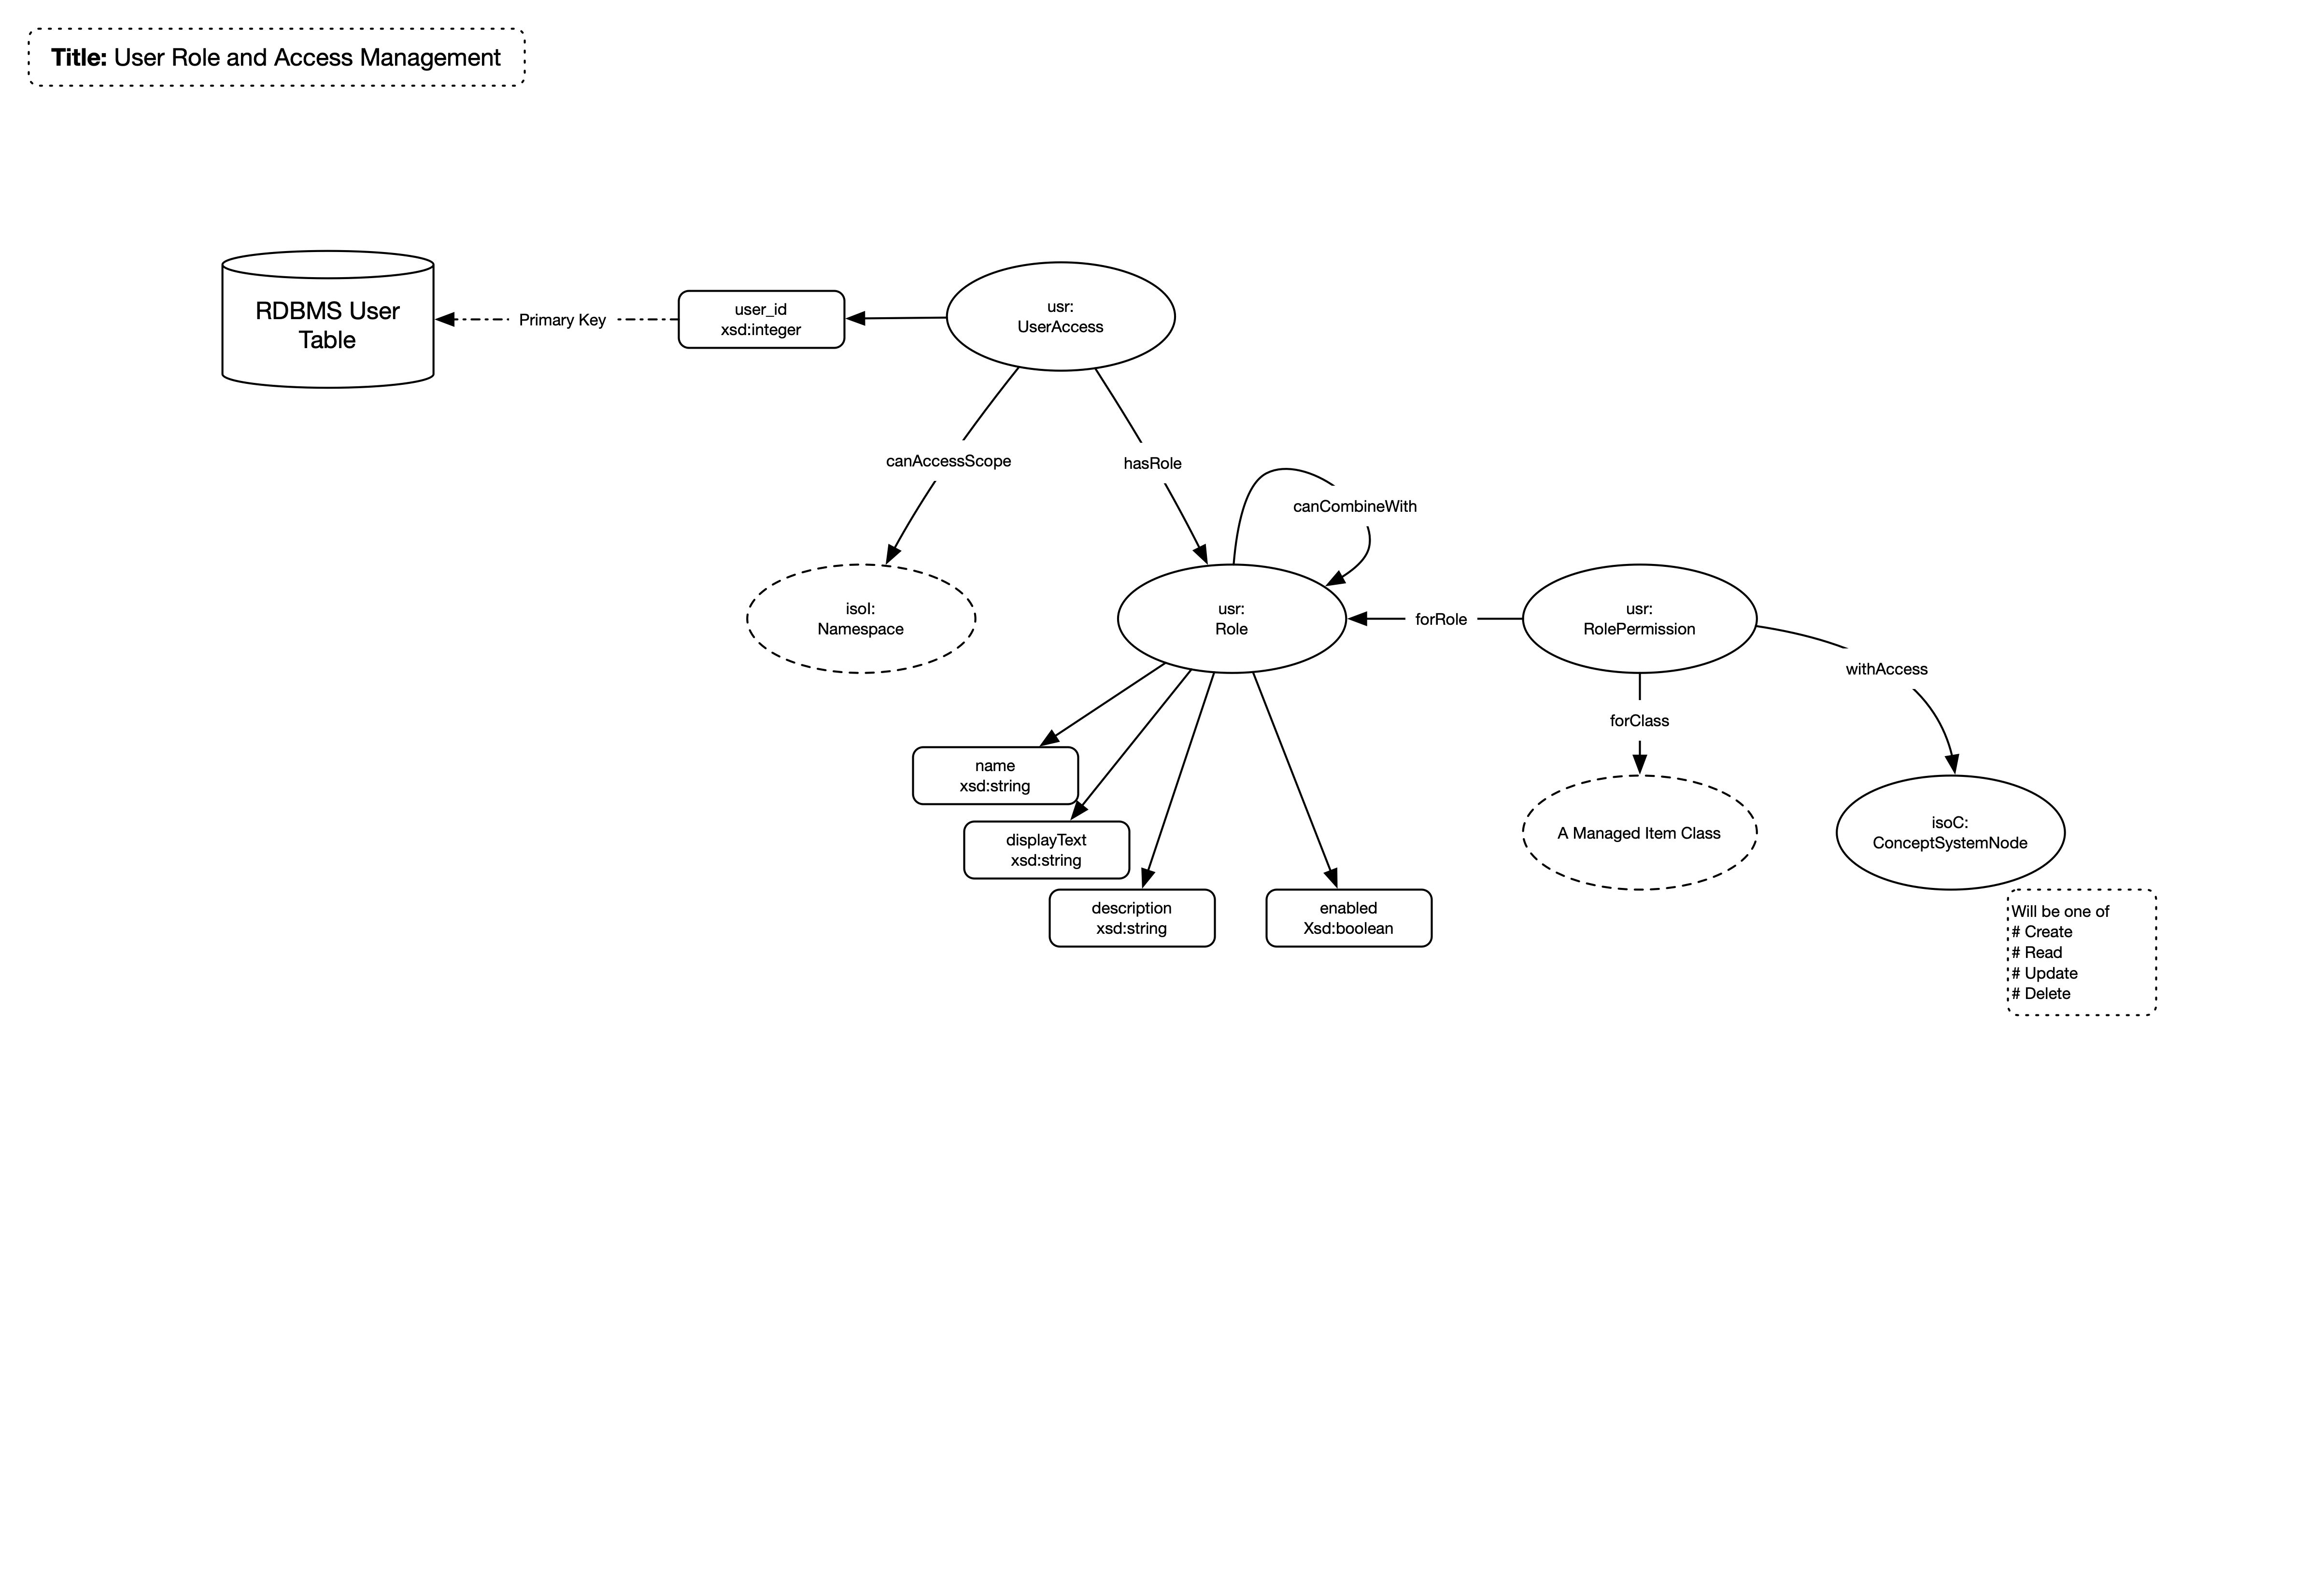 Title: User Role and Access Management
RDBMS User
Table
Primary Key
user_id
xsd:integer
usr:
UserAccess
canAccessScope
hasRole
canCombineWith
isoI:
Namespace
usr:
Role
forRole
usr:
RolePermission
withAccess
forClass
name
xsd:string
displayText
xsd:string
description
xsd:string
enabled
Xsd:boolean
A Managed Item Class
isoC:
ConceptSystemNode
Will be one of
# Create
# Read
# Update
# Delete